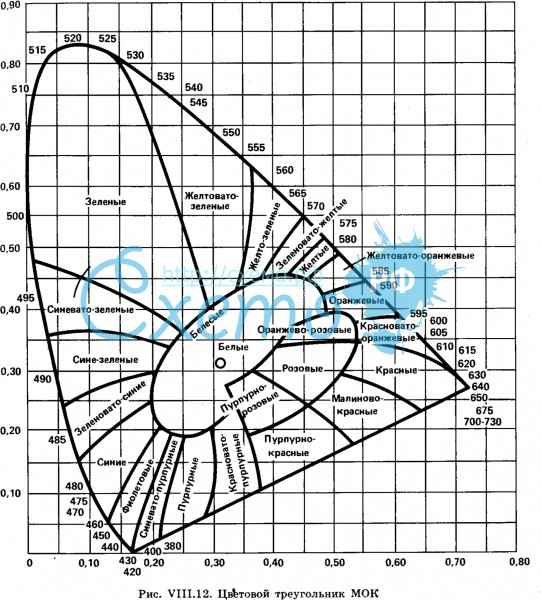 0,90
520 525
515 530
0,80
535
510 540
545
0,70
550
555
560
0,60
565
Зеленые
Желтовато-
зеленые
570
500
Желто-зеленые
Зеленовато-желтые
575
580
0,50
Желтые
Желтовато-оранжевые
http://
585
РФ
590
495
0,40
Синевато-зеленые
Белесые
Оранжевые
Схемо
595
Оранжево-розовые
Красновато-
оранжевые
600
605
Белые
610
Сине-зеленые
615
0,30
Розовые
Красные
620
490
630
Зеленовато-синие
Пурпурно-
розовые
Малиново-
красные
640
650
675
700-730
485
0,20
Пурпурно-
красные
Синие
Фиолетовые
Синевато-пурпурные
Пурпурные
Красновато-
пурпурные
480
475
470
0,10
460
450
440
430
420
400 380
0 0,10 0,20 0,30 0,40 0,50 0,60 0,70 0,80
Рис. VIII.12. Цветовой треугольник МОК